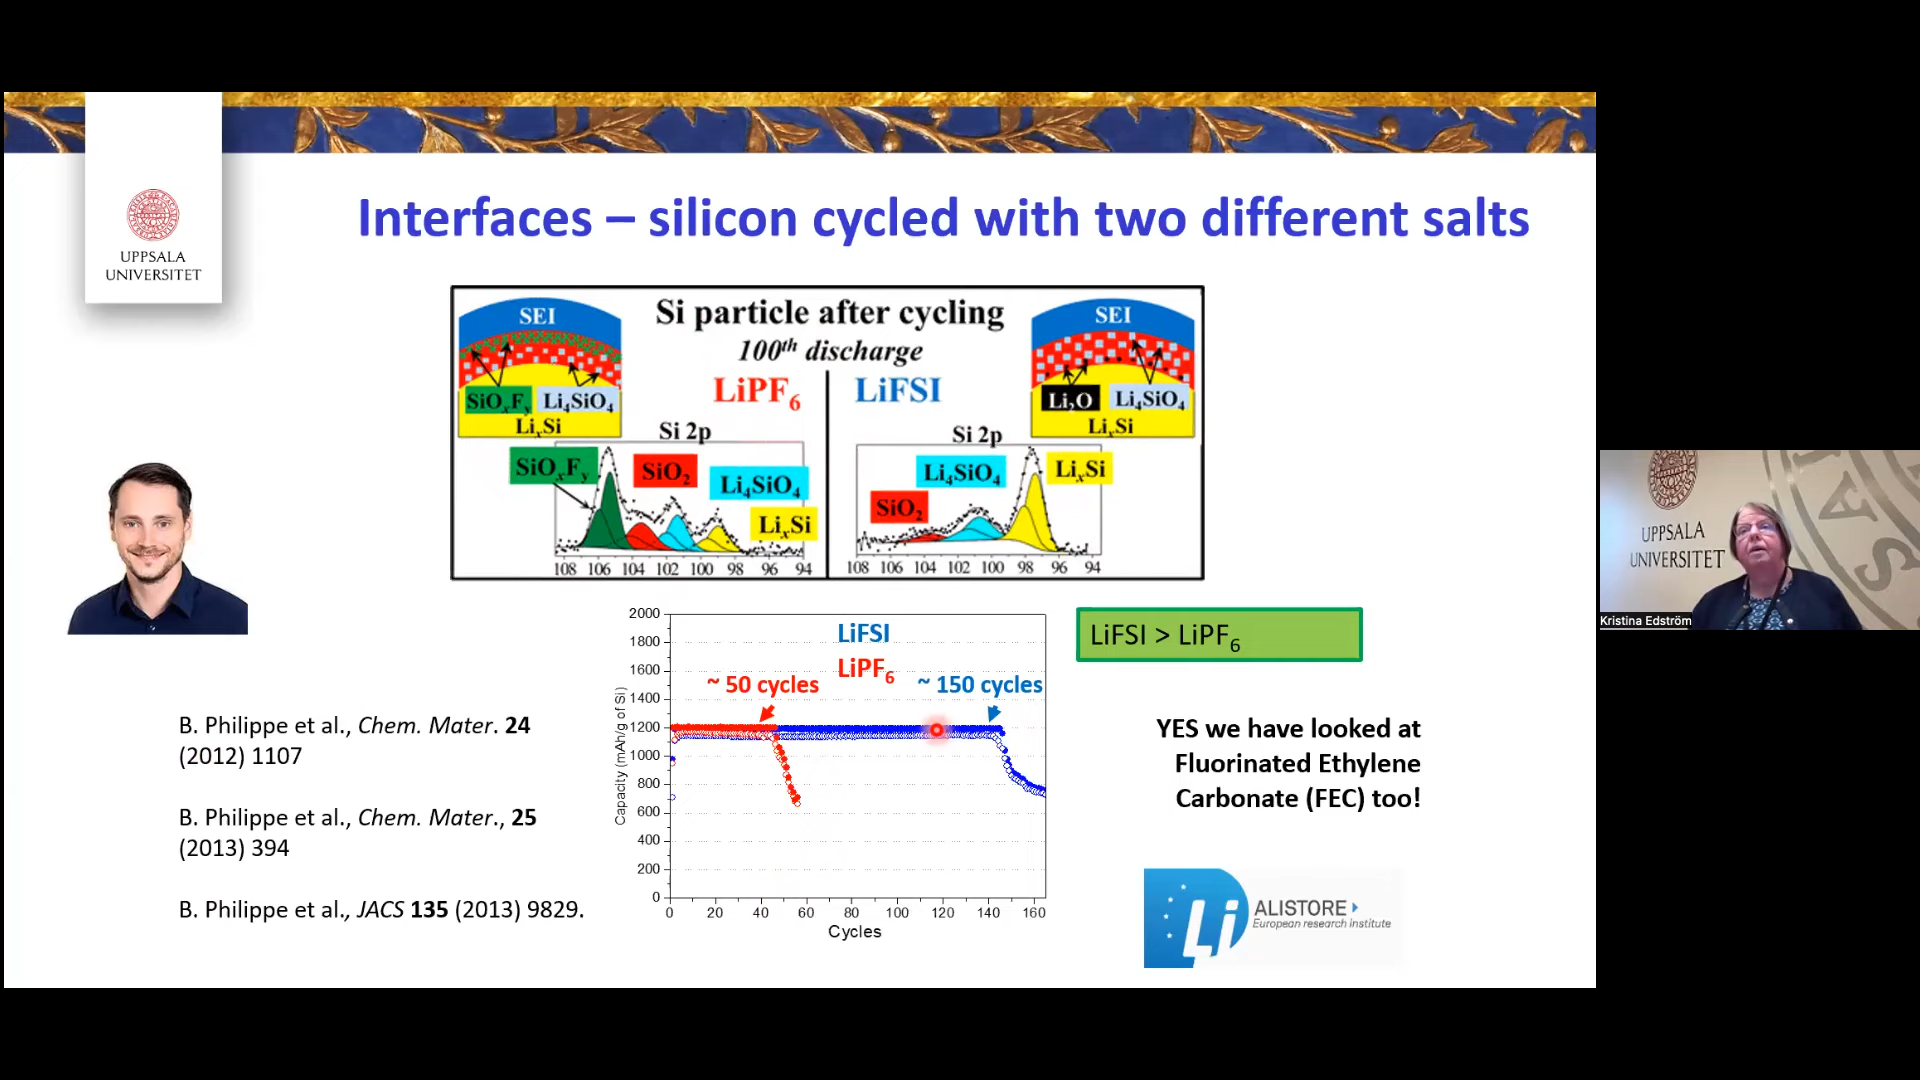 UPPSALA
UNIVERSITET
Interfaces – silicon cycled with two different salts
Si particle after cycling
100th discharge
LiPF6
LiFSI
SEI
SiOxFy
Li4SiO4
LixSi
SEI
Li2O
Li4SiO4
LixSi
Si 2p
SiOxFy
SiO2
Li4SiO4
LixSi
108 106 104 102 100 98 96 94
Si 2p
SiO2
Li4SiO4
LixSi
108 106 104 102 100 98 96 94
2000
1800
1600
1400
1200
1000
800
600
400
200
0
Capacity (mAh/g of Si)
LiFSI
LiPF6
~ 50 cycles
~ 150 cycles
0 20 40 60 80 100 120 140 160
Cycles
LiFSI > LiPF6
YES we have looked at
Fluorinated Ethylene
Carbonate (FEC) too!
B. Philippe et al., Chem. Mater. 24
(2012) 1107
B. Philippe et al., Chem. Mater., 25
(2013) 394
B. Philippe et al., JACS 135 (2013) 9829.
Li
ALISTORE
European research institute
UPPSALA
UNIVERSITET
Kristina Edström